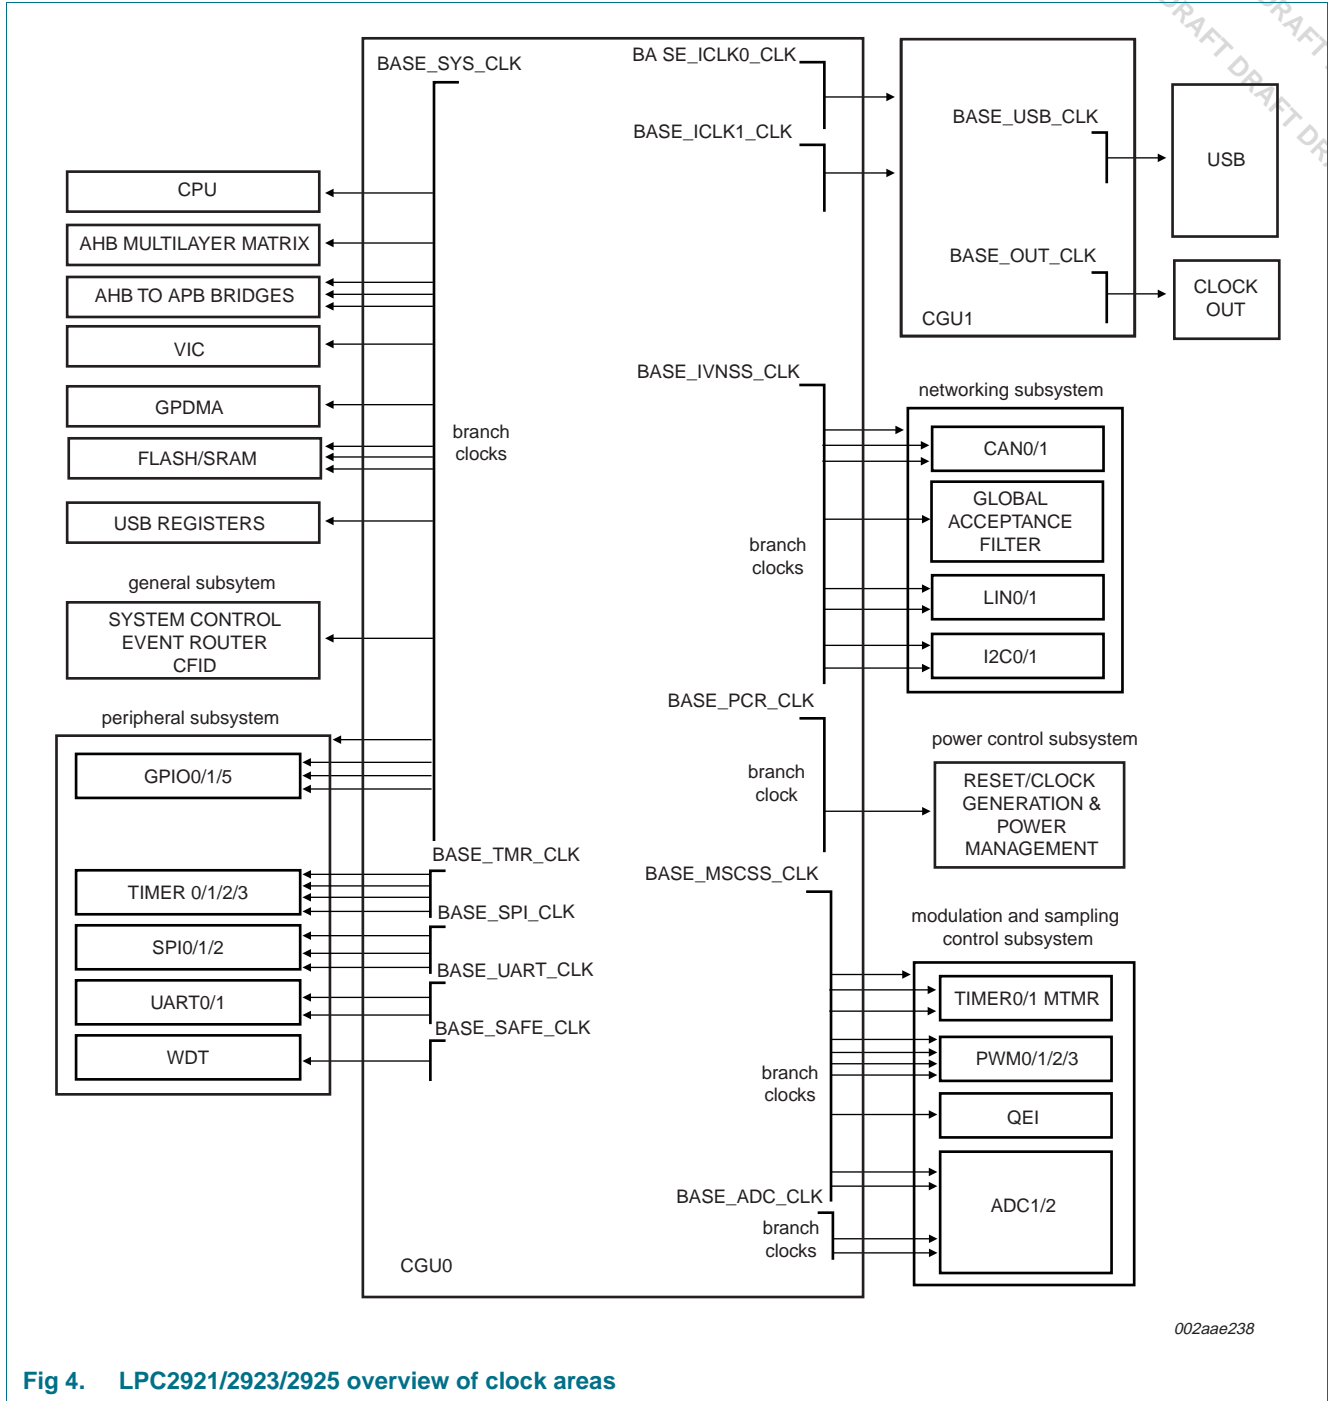 DRAFT DRAFT DRAFT
DRAFT
BASE_SYS_CLK
BA SE_ICLK0_CLK
BASE_ICLK1_CLK
BASE_USB_CLK
USB
BASE_OUT_CLK
CLOCK
OUT
CGU1
CPU
AHB MULTILAYER MATRIX
AHB TO APB BRIDGES
VIC
GPDMA
FLASH/SRAM
USB REGISTERS
branch
clocks
general subsytem
SYSTEM CONTROL
EVENT ROUTER
CFID
peripheral subsystem
GPIO0/1/5
BASE_TMR_CLK
TIMER 0/1/2/3
BASE_SPI_CLK
SPI0/1/2
BASE_UART_CLK
UART0/1
BASE_SAFE_CLK
WDT
CGU0
BASE_IVNSS_CLK
networking subsystem
CAN0/1
GLOBAL
ACCEPTANCE
FILTER
branch
clocks
LIN0/1
I2C0/1
BASE_PCR_CLK
power control subsystem
branch
clock
RESET/CLOCK
GENERATION &
POWER
MANAGEMENT
BASE_MSCSS_CLK
modulation and sampling
control subsystem
TIMER0/1 MTMR
PWM0/1/2/3
branch
clocks
QEI
BASE_ADC_CLK
ADC1/2
branch
clocks
002aae238
Fig 4. LPC2921/2923/2925 overview of clock areas